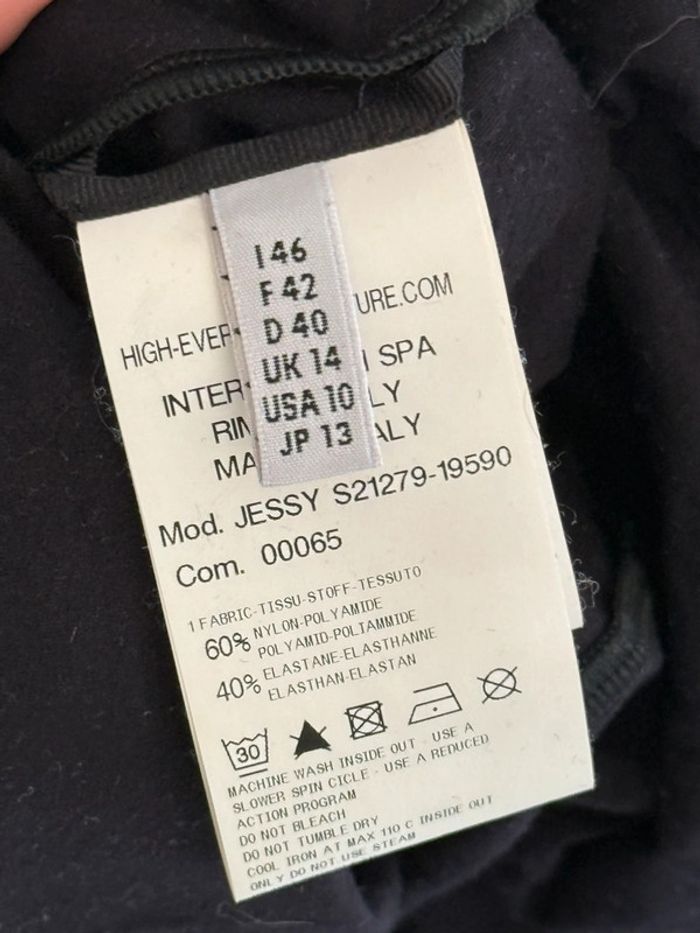 I 46
F 42
D 40
UK 14
USA 10
JP 13
HIGH-EVER URE.COM
INTER SPA
RIM LY
MA ALY
Mod. JESSY S21279-19590
Com. 00065
1 FABRIC-TISSU-STOFF-TESSUTO
60% NYLON-POLYAMIDE
POLYAMID-POLIAMMIDE
40% ELASTANE-ELASTHANNE
ELASTHAN-ELASTAN
30
MACHINE WASH INSIDE OUT - USE A
SLOWER SPIN CICLE - USE A REDUCED
ACTION PROGRAM
DO NOT BLEACH
DO NOT TUMBLE DRY
COOL IRON AT MAX 110 C INSIDE OUT
ONLY DO NOT USE STEAM